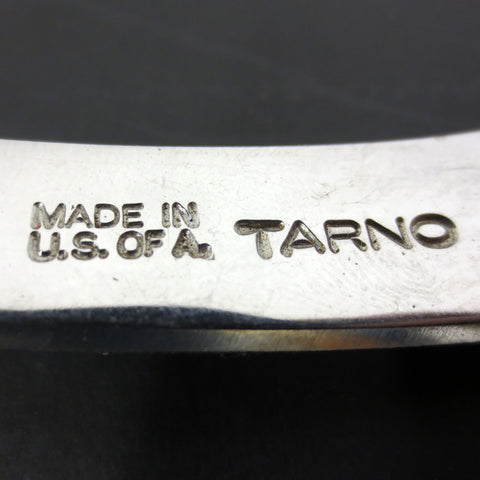 MADE IN
U.S. OF A.
TARNO